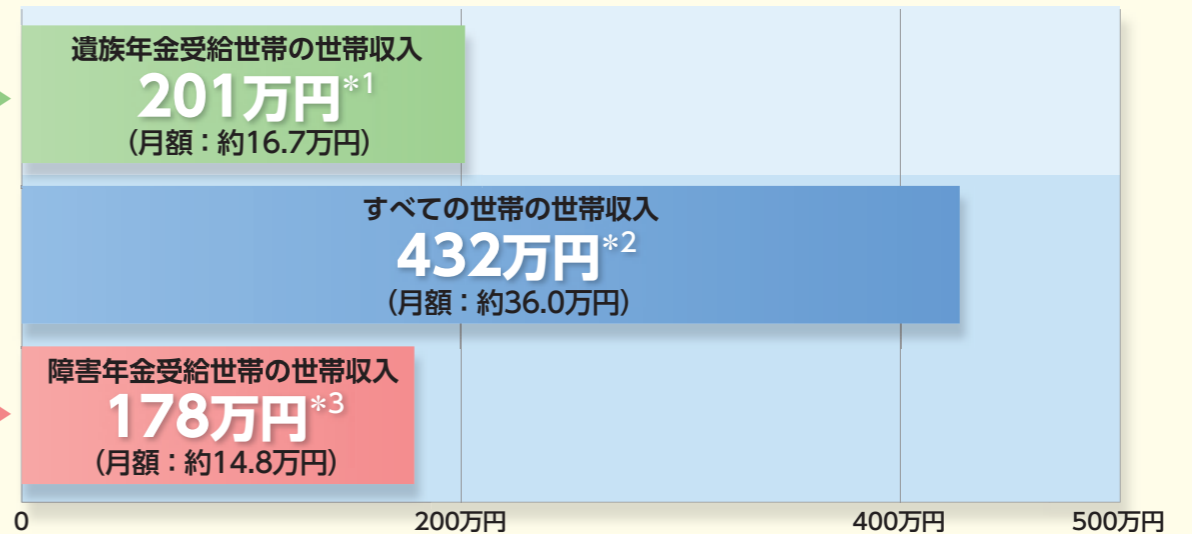 遺族年金受給世帯の世帯収入
201万円*1
(月額:約16.7万円)
すべての世帯の世帯収入
432万円*2
(月額:約36.0万円)
障害年金受給世帯の世帯収入
178万円*3
(月額:約14.8万円)
0 200万円 400万円 500万円